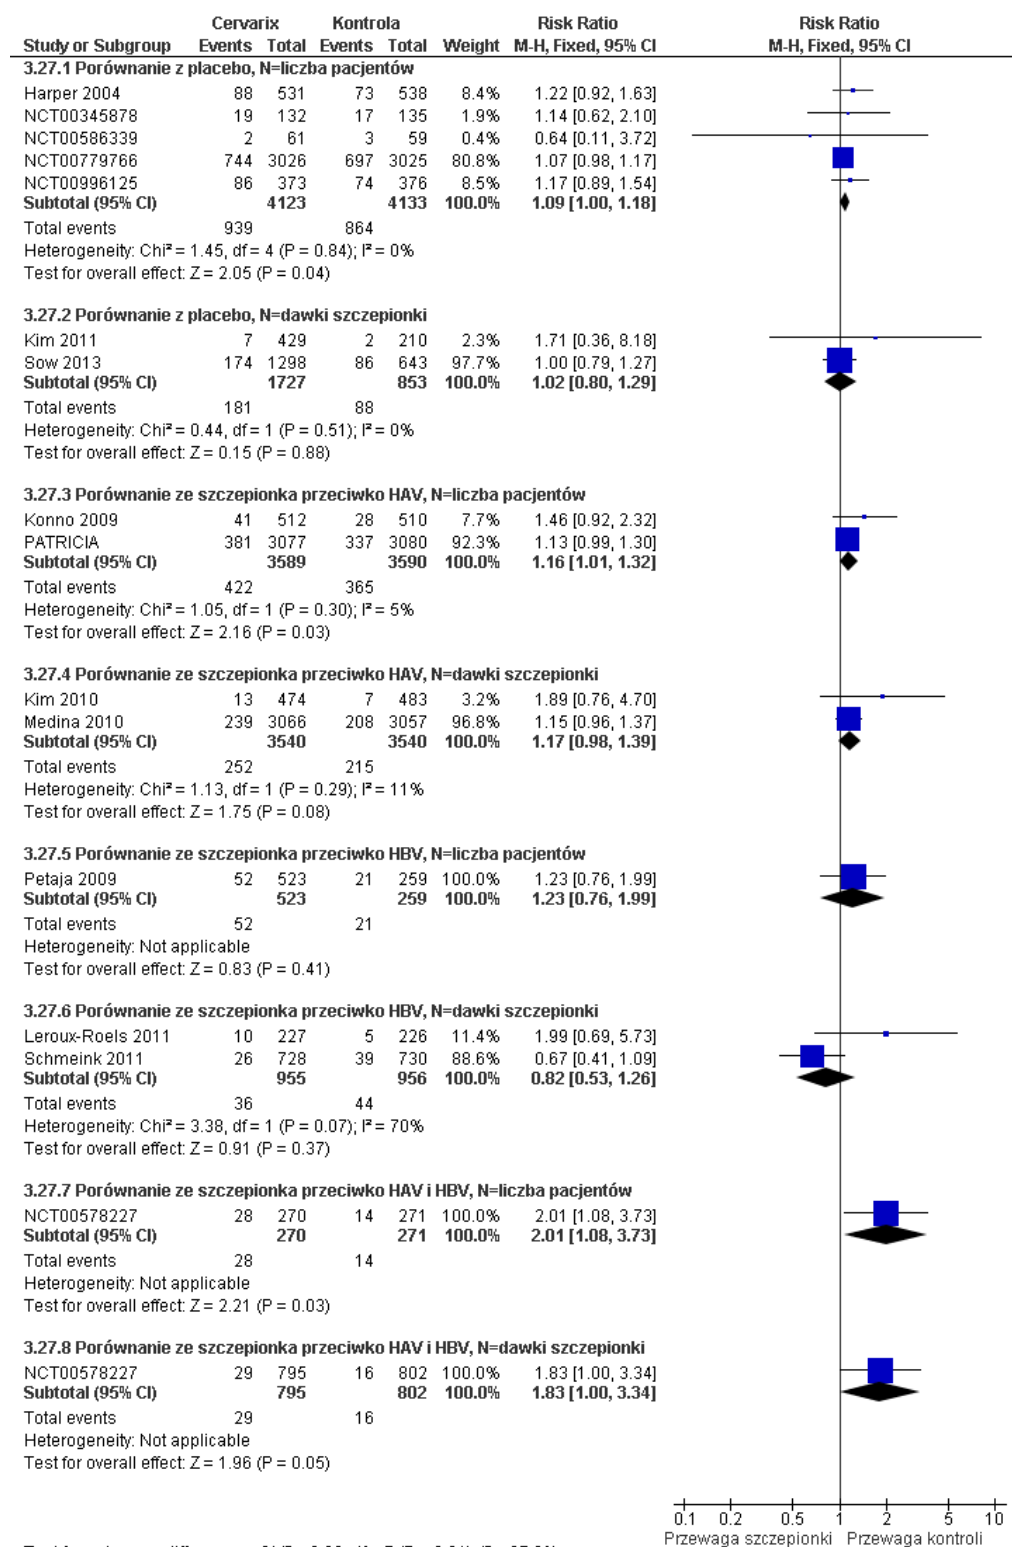 Cervarix Kontrola Risk Ratio Risk Ratio
Study or Subgroup Events Total Events Total Weight M-H, Fixed, 95% CI M-H, Fixed, 95% CI
3.27.1 Porównanie z placebo, N=liczba pacjentów
Harper 2004 88 531 73 538 8.4% 1.22 [0.92, 1.63]
NCT00345878 19 132 17 135 1.9% 1.14 [0.62, 2.10]
NCT00586339 2 61 3 59 0.4% 0.64 [0.11, 3.72]
NCT00779766 744 3026 697 3025 80.8% 1.07 [0.98, 1.17]
NCT00996125 86 373 74 376 8.5% 1.17 [0.89, 1.54]
Subtotal (95% CI) 4123 4133 100.0% 1.09 [1.00, 1.18]
Total events 939 864
Heterogeneity: Chi² = 1.45, df = 4 (P = 0.84); I² = 0%
Test for overall effect: Z = 2.05 (P = 0.04)
3.27.2 Porównanie z placebo, N=dawki szczepionki
Kim 2011 7 429 2 210 2.3% 1.71 [0.36, 8.18]
Sow 2013 174 1298 86 643 97.7% 1.00 [0.79, 1.27]
Subtotal (95% CI) 1727 853 100.0% 1.02 [0.80, 1.29]
Total events 181 88
Heterogeneity: Chi² = 0.44, df = 1 (P = 0.51); I² = 0%
Test for overall effect: Z = 0.15 (P = 0.88)
3.27.3 Porównanie ze szczepionka przeciwko HAV, N=liczba pacjentów
Konno 2009 41 512 28 510 7.7% 1.46 [0.92, 2.32]
PATRICIA 381 3077 337 3080 92.3% 1.13 [0.99, 1.30]
Subtotal (95% CI) 3589 3590 100.0% 1.16 [1.01, 1.32]
Total events 422 365
Heterogeneity: Chi² = 1.05, df = 1 (P = 0.30); I² = 5%
Test for overall effect: Z = 2.16 (P = 0.03)
3.27.4 Porównanie ze szczepionka przeciwko HAV, N=dawki szczepionki
Kim 2010 13 474 7 483 3.2% 1.89 [0.76, 4.70]
Medina 2010 239 3066 208 3057 96.8% 1.15 [0.96, 1.37]
Subtotal (95% CI) 3540 3540 100.0% 1.17 [0.98, 1.39]
Total events 252 215
Heterogeneity: Chi² = 1.13, df = 1 (P = 0.29); I² = 11%
Test for overall effect: Z = 1.75 (P = 0.08)
3.27.5 Porównanie ze szczepionka przeciwko HBV, N=liczba pacjentów
Petaja 2009 52 523 21 259 100.0% 1.23 [0.76, 1.99]
Subtotal (95% CI) 523 259 100.0% 1.23 [0.76, 1.99]
Total events 52 21
Heterogeneity: Not applicable
Test for overall effect: Z = 0.83 (P = 0.41)
3.27.6 Porównanie ze szczepionka przeciwko HBV, N=dawki szczepionki
Leroux-Roels 2011 10 227 5 226 11.4% 1.99 [0.69, 5.73]
Schmeink 2011 26 728 39 730 88.6% 0.67 [0.41, 1.09]
Subtotal (95% CI) 955 956 100.0% 0.82 [0.53, 1.26]
Total events 36 44
Heterogeneity: Chi² = 3.38, df = 1 (P = 0.07); I² = 70%
Test for overall effect: Z = 0.91 (P = 0.37)
3.27.7 Porównanie ze szczepionka przeciwko HAV i HBV, N=liczba pacjentów
NCT00578227 28 270 14 271 100.0% 2.01 [1.08, 3.73]
Subtotal (95% CI) 270 271 100.0% 2.01 [1.08, 3.73]
Total events 28 14
Heterogeneity: Not applicable
Test for overall effect: Z = 2.21 (P = 0.03)
3.27.8 Porównanie ze szczepionka przeciwko HAV i HBV, N=dawki szczepionki
NCT00578227 29 795 16 802 100.0% 1.83 [1.00, 3.34]
Subtotal (95% CI) 795 802 100.0% 1.83 [1.00, 3.34]
Total events 29 16
Heterogeneity: Not applicable
Test for overall effect: Z = 1.96 (P = 0.05)
0.1 0.2 0.5 1 2 5 10
Przewaga szczepionki Przewaga kontroli